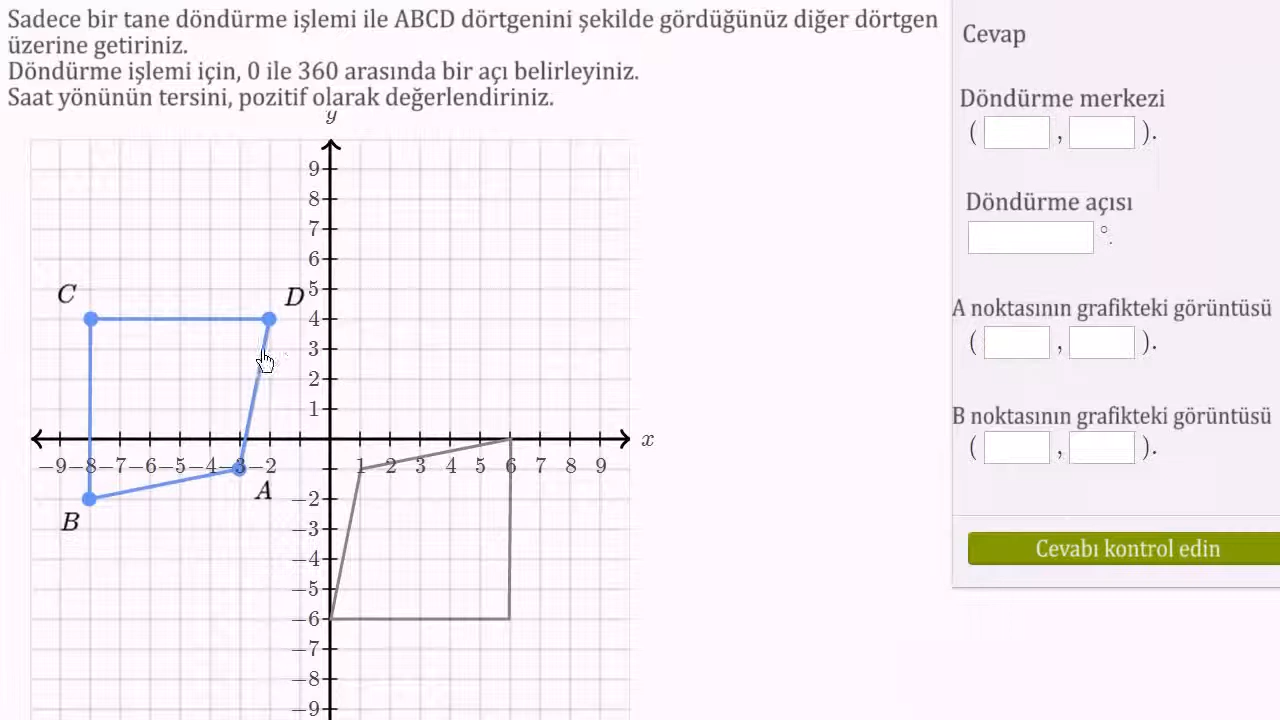 Sadece bir tane döndürme işlemi ile ABCD dörtgenini şekilde gördüğünüz diğer dörtgen
üzerine getiriniz.
Döndürme işlemi için, 0 ile 360 arasında bir açı belirleyiniz.
Saat yönünün tersini, pozitif olarak değerlendiriniz.
y
9
8
7
6
5
4
3
2
1
C
D
−9 −8 −7 −6 −5 −4 −3 −2 1 2 3 4 5 6 7 8 9 x
A
B
−2
−3
−4
−5
−6
−7
−8
−9
Cevap
Döndürme merkezi
( , ).
Döndürme açısı
°.
A noktasının grafikteki görüntüsü
( , ).
B noktasının grafikteki görüntüsü
( , ).
Cevabı kontrol edin